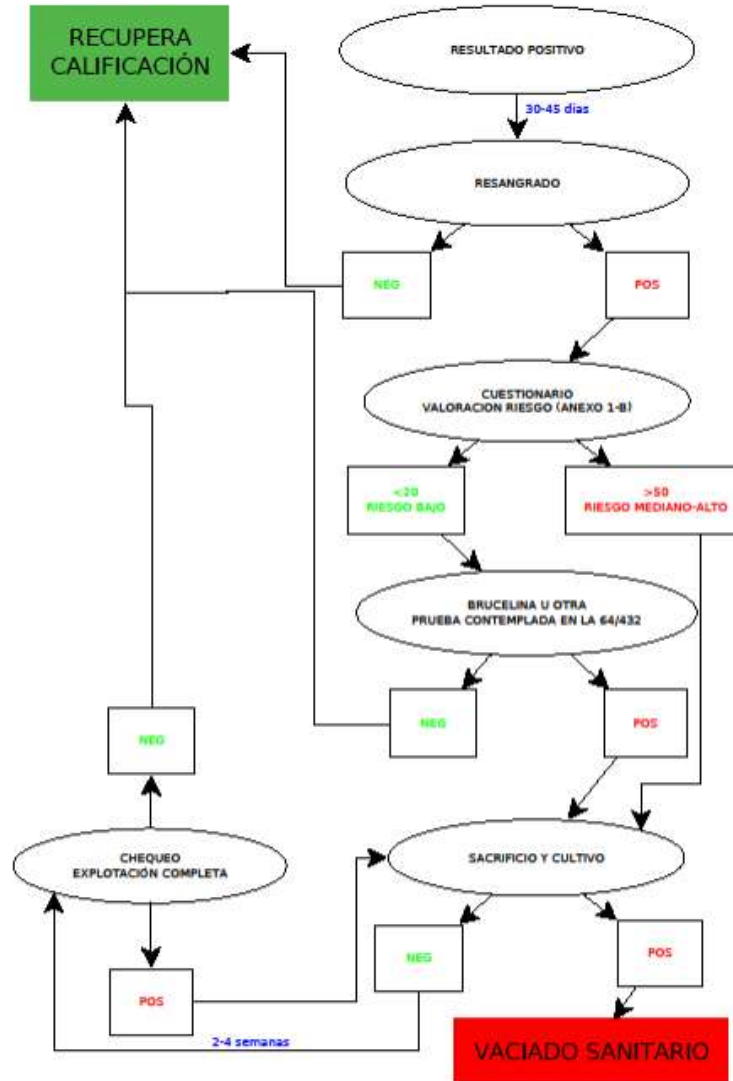 RECUPERA
CALIFICACIÓN
RESULTADO POSITIVO
30-45 dias
RESANGRADO
NEG
POS
CUESTIONARIO
VALORACION RIESGO (ANEXO 1-B)
<20
RIESGO BAJO
>50
RIESGO MEDIANO-ALTO
BRUCELINA U OTRA
PRUEBA CONTEMPLADA EN LA 64/432
NEG
POS
NEG
CHEQUEO
EXPLOTACIÓN COMPLETA
SACRIFICIO Y CULTIVO
NEG
POS
POS
2-4 semanas
VACIADO SANITARIO